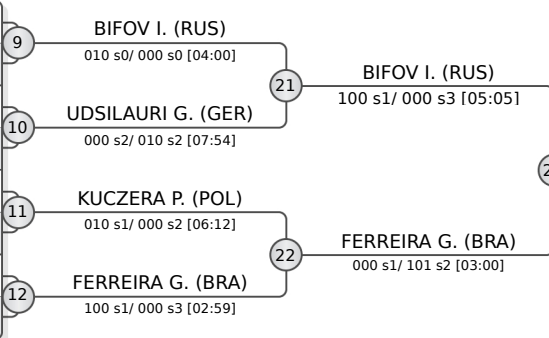 9
BIFOV I. (RUS)
010 s0/ 000 s0 [04:00]
21
BIFOV I. (RUS)
100 s1/ 000 s3 [05:05]
10
UDSILAURI G. (GER)
000 s2/ 010 s2 [07:54]
11
KUCZERA P. (POL)
010 s1/ 000 s2 [06:12]
22
FERREIRA G. (BRA)
000 s1/ 101 s2 [03:00]
12
FERREIRA G. (BRA)
100 s1/ 000 s3 [02:59]